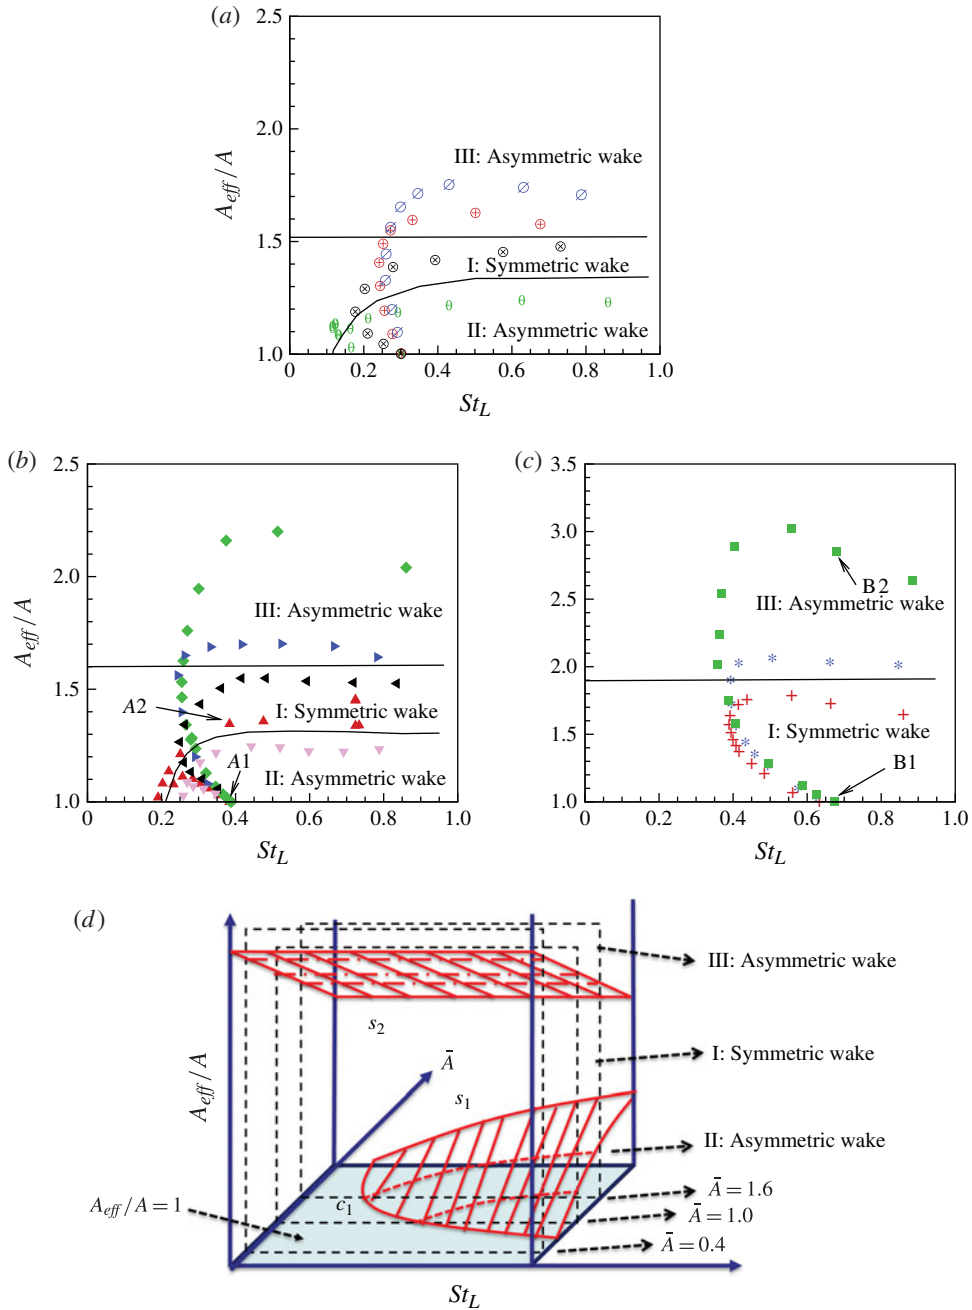 (a)
2.5
2.0
1.5
1.0
A_eff/A
III: Asymmetric wake
I: Symmetric wake
II: Asymmetric wake
0 0.2 0.4 0.6 0.8 1.0
St_L
(b)
2.5
2.0
1.5
1.0
A_eff/A
III: Asymmetric wake
A2
I: Symmetric wake
A1
II: Asymmetric wake
0 0.2 0.4 0.6 0.8 1.0
St_L
(c)
3.5
3.0
2.5
2.0
1.5
1.0
B2
III: Asymmetric wake
I: Symmetric wake
B1
0 0.2 0.4 0.6 0.8 1.0
St_L
(d)
III: Asymmetric wake
s_2
I: Symmetric wake
Ā
A_eff/A
s_1
II: Asymmetric wake
Ā = 1.6
c_1
A_eff/A = 1
Ā = 1.0
Ā = 0.4
St_L